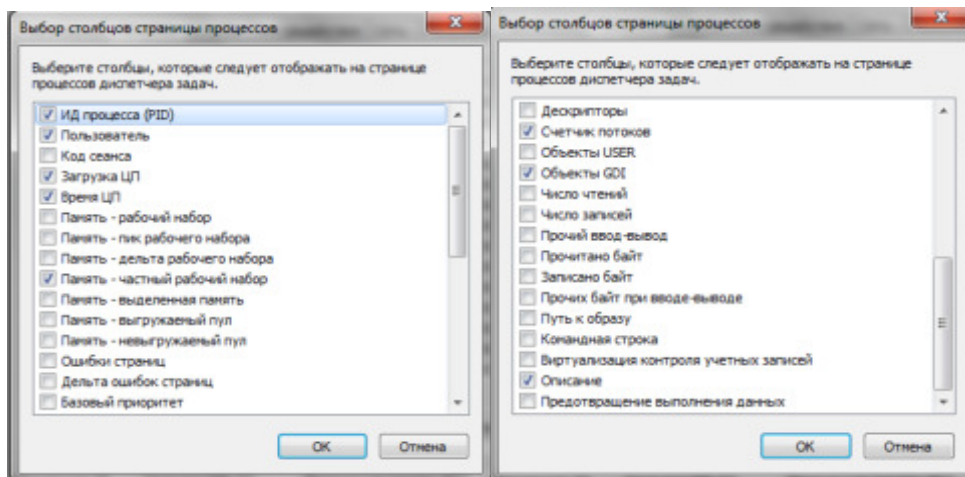 Выбор столбцов страницы процессов
Выберите столбцы, которые следует отображать на странице
процессов диспетчера задач.
ИД процесса (PID)
Пользователь
Код сеанса
Загрузка ЦП
Время ЦП
Память - рабочий набор
Память - пик рабочего набора
Память - дельта рабочего набора
Память - частный рабочий набор
Память - выделенная память
Память - выгружаемый пул
Память - невыгружаемый пул
Ошибки страниц
Дельта ошибок страниц
Базовый приоритет
ОК
Отмена
Выбор столбцов страницы процессов
Выберите столбцы, которые следует отображать на странице
процессов диспетчера задач.
Дескрипторы
Счетчик потоков
Объекты USER
Объекты GDI
Число чтений
Число записей
Прочий ввод-вывод
Прочитано байт
Записано байт
Прочих байт при вводе-выводе
Путь к образу
Командная строка
Виртуализация контроля учетных записей
Описание
Предотвращение выполнения данных
ОК
Отмена